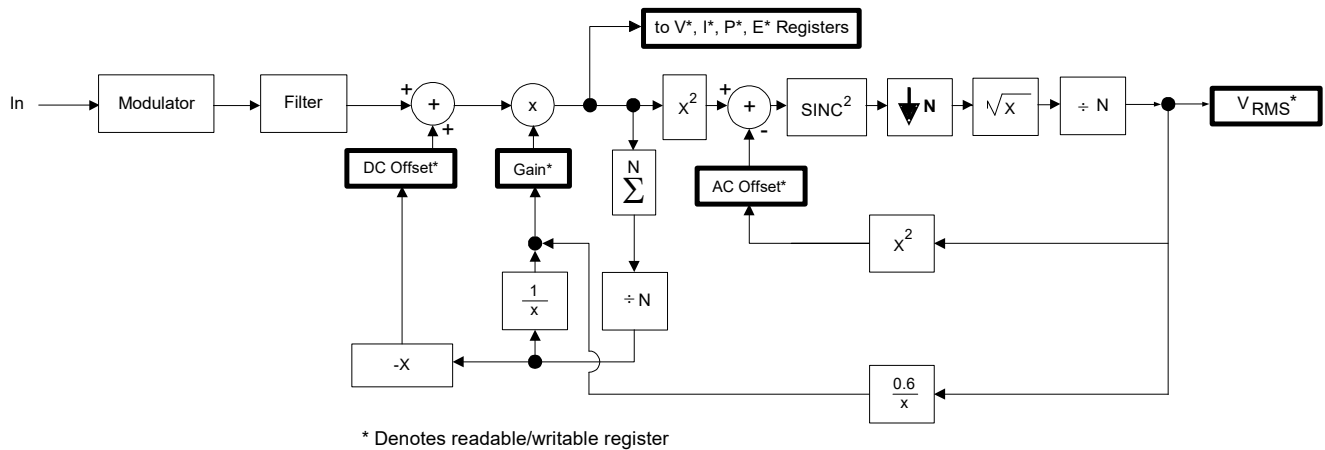 to V*, I*, P*, E* Registers
In
Modulator
Filter
+
+
+
x
X2
+
+
-
SINC2
N
√X
÷ N
VRMS*
DC Offset*
Gain*
N
Σ
AC Offset*
X2
1
x
÷ N
-X
0.6
x
* Denotes readable/writable register